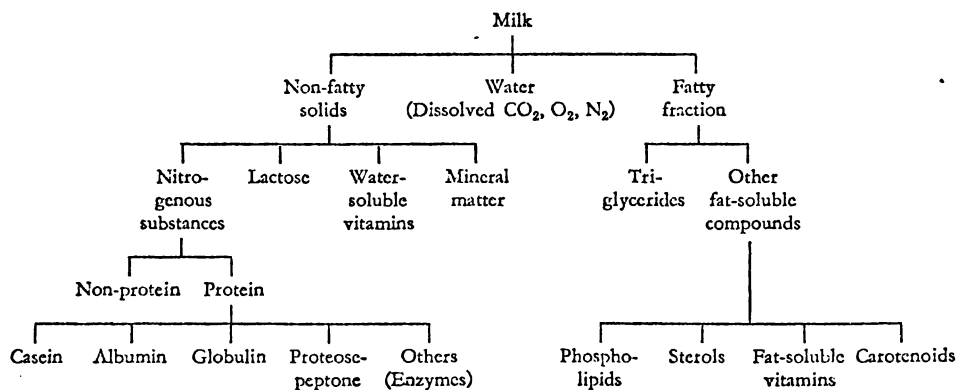 Milk
Non-fatty
solids
Water
(Dissolved CO₂, O₂, N₂)
Fatty
fraction
Nitro-
genous
substances
Lactose
Water-
soluble
vitamins
Mineral
matter
Tri-
glycerides
Other
fat-soluble
compounds
Non-protein
Protein
Casein
Albumin
Globulin
Proteose-
peptone
Others
(Enzymes)
Phospho-
lipids
Sterols
Fat-soluble
vitamins
Carotenoids